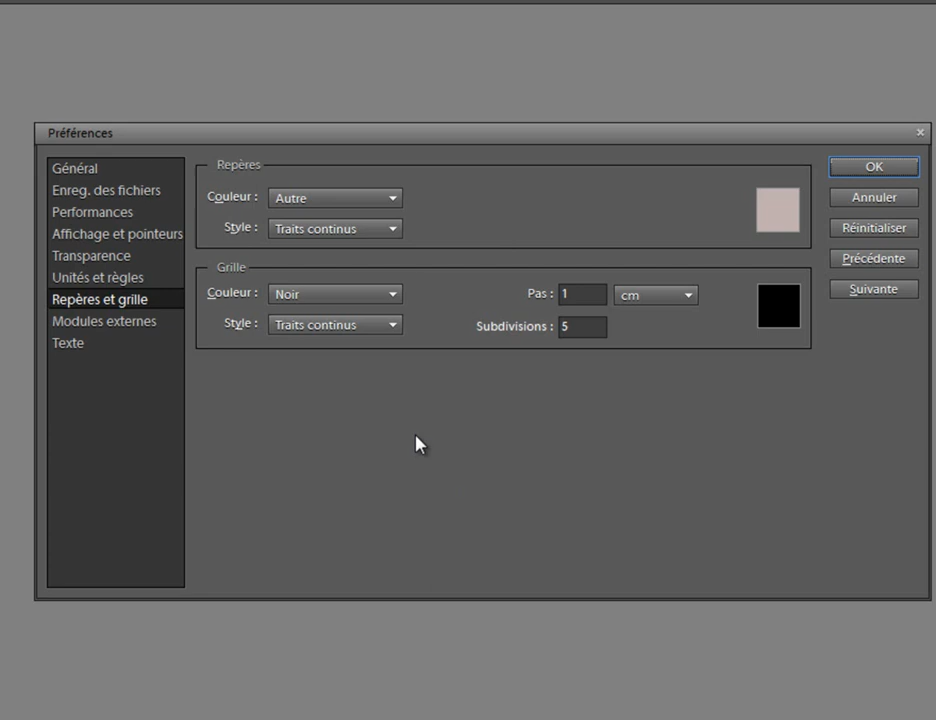 Préférences
Général
Enreg. des fichiers
Performances
Affichage et pointeurs
Transparence
Unités et règles
Repères et grille
Modules externes
Texte
Repères
Couleur : Autre
Style : Traits continus
Grille
Couleur : Noir Pas : 1 cm
Style : Traits continus Subdivisions : 5
OK
Annuler
Réinitialiser
Précédente
Suivante